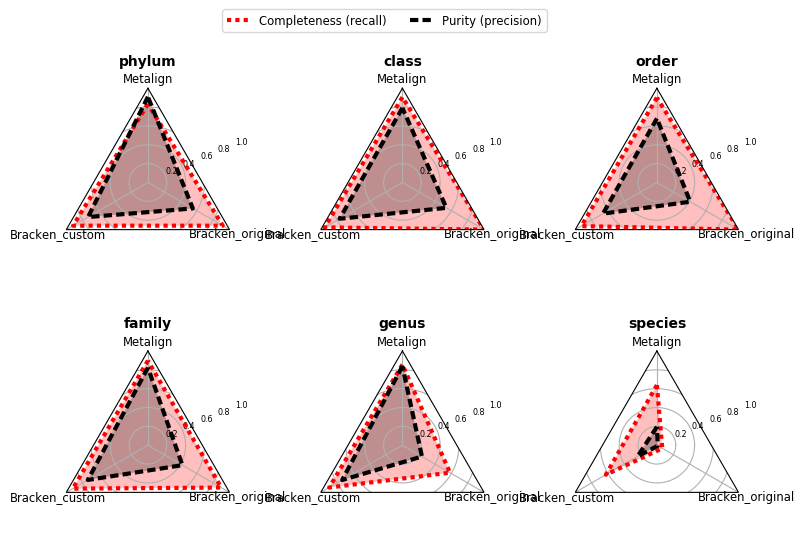 Completeness (recall) Purity (precision)
phylum
Metalign
0.2 0.4 0.6 0.8 1.0
Bracken_custom Bracken_original
class
Metalign
0.2 0.4 0.6 0.8 1.0
Bracken_custom Bracken_original
order
Metalign
0.2 0.4 0.6 0.8 1.0
Bracken_custom Bracken_original
family
Metalign
0.2 0.4 0.6 0.8 1.0
Bracken_custom Bracken_original
genus
Metalign
0.2 0.4 0.6 0.8 1.0
Bracken_custom Bracken_original
species
Metalign
0.2 0.4 0.6 0.8 1.0
Bracken_custom Bracken_original